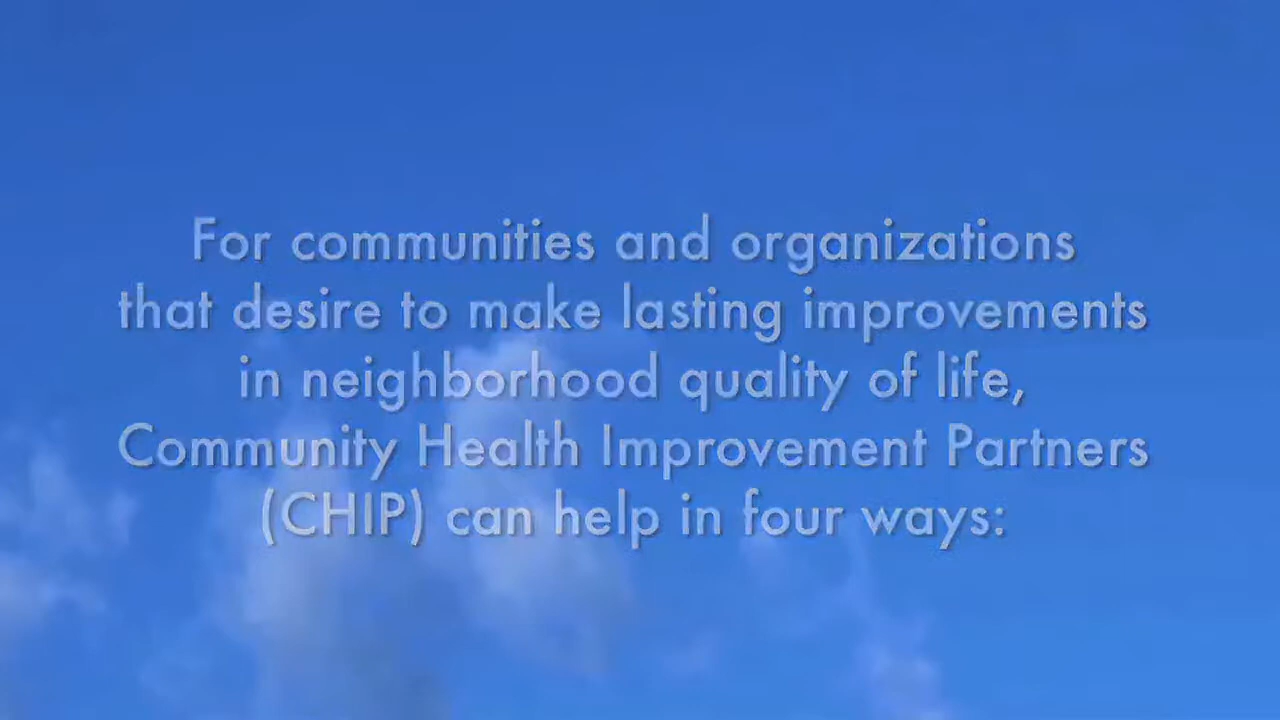 For communities and organizations
that desire to make lasting improvements
in neighborhood quality of life,
Community Health Improvement Partners
(CHIP) can help in four ways: